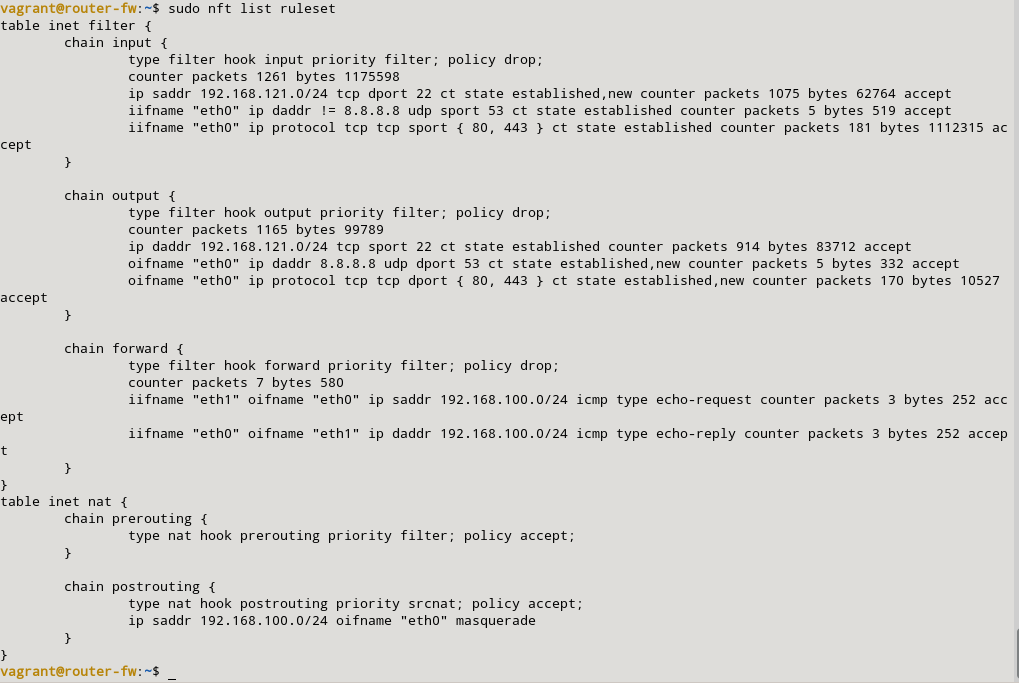 vagrant@router-fw:~$ sudo nft list ruleset
table inet filter {
        chain input {
                type filter hook input priority filter; policy drop;
                counter packets 1261 bytes 1175598
                ip saddr 192.168.121.0/24 tcp dport 22 ct state established,new counter packets 1075 bytes 62764 accept
                iifname "eth0" ip daddr != 8.8.8.8 udp sport 53 ct state established counter packets 5 bytes 519 accept
                iifname "eth0" ip protocol tcp tcp sport { 80, 443 } ct state established counter packets 181 bytes 1112315 ac
cept
        }

        chain output {
                type filter hook output priority filter; policy drop;
                counter packets 1165 bytes 99789
                ip daddr 192.168.121.0/24 tcp sport 22 ct state established counter packets 914 bytes 83712 accept
                oifname "eth0" ip daddr 8.8.8.8 udp dport 53 ct state established,new counter packets 5 bytes 332 accept
                oifname "eth0" ip protocol tcp tcp dport { 80, 443 } ct state established,new counter packets 170 bytes 10527
accept
        }

        chain forward {
                type filter hook forward priority filter; policy drop;
                counter packets 7 bytes 580
                iifname "eth1" oifname "eth0" ip saddr 192.168.100.0/24 icmp type echo-request counter packets 3 bytes 252 acc
ept
                iifname "eth0" oifname "eth1" ip daddr 192.168.100.0/24 icmp type echo-reply counter packets 3 bytes 252 accep
t
        }
}
table inet nat {
        chain prerouting {
                type nat hook prerouting priority filter; policy accept;
        }

        chain postrouting {
                type nat hook postrouting priority srcnat; policy accept;
                ip saddr 192.168.100.0/24 oifname "eth0" masquerade
        }
}
vagrant@router-fw:~$ _